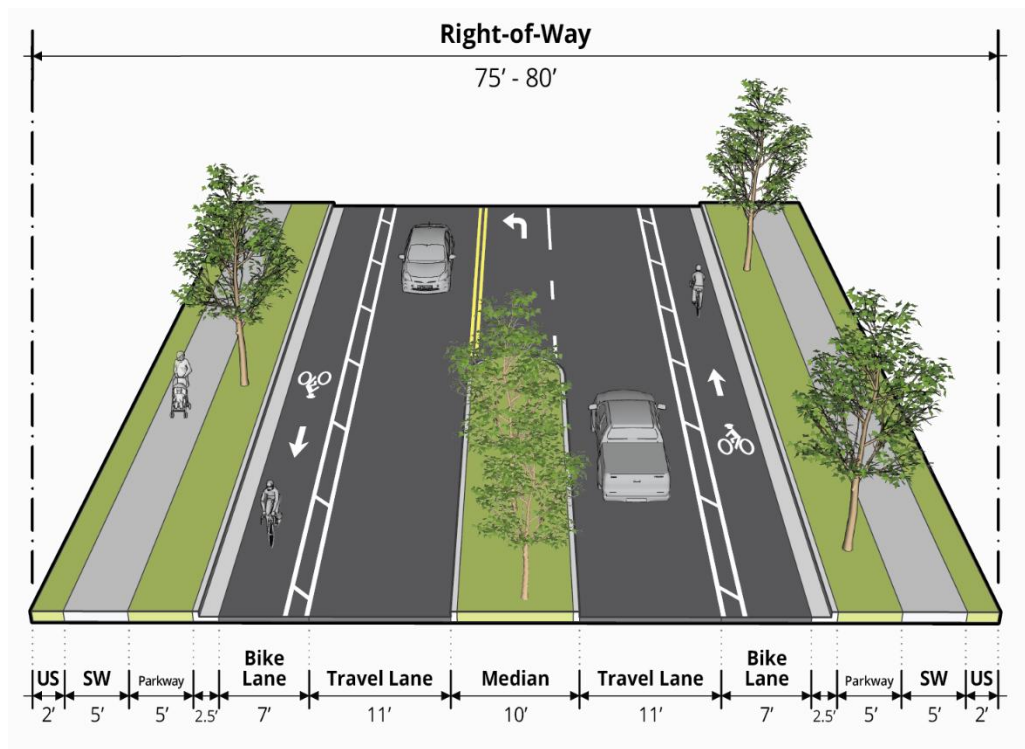 Right-of-Way
75’ - 80’
US SW Parkway Bike Lane Travel Lane Median Travel Lane Bike Lane Parkway SW US
2’ 5’ 5’ 2.5’ 7’ 11’ 10’ 11’ 7’ 2.5’ 5’ 5’ 2’